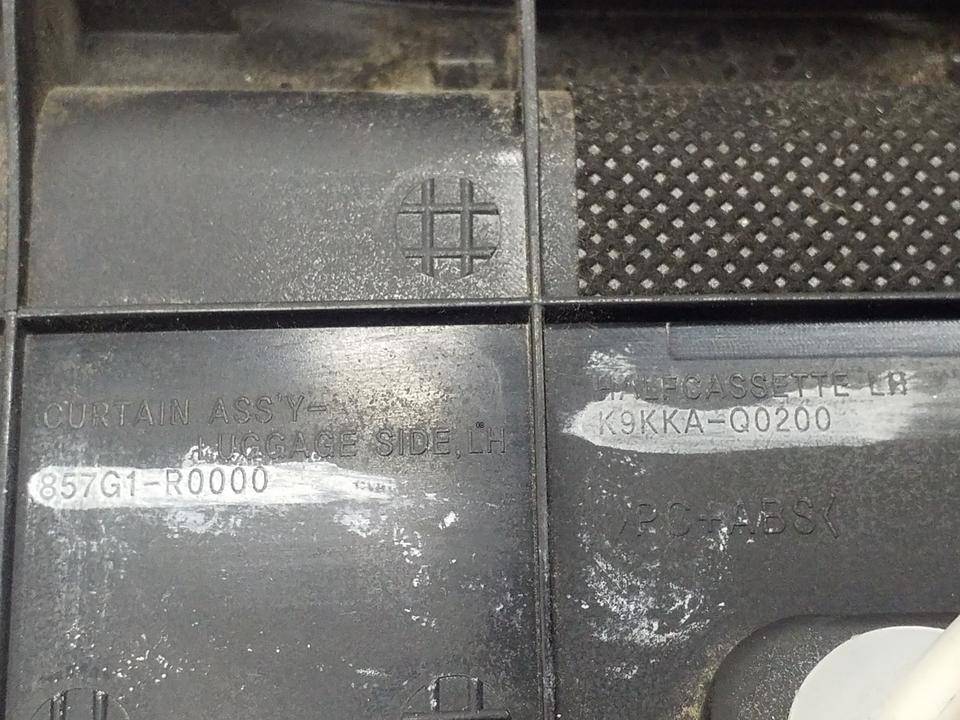 CURTAIN ASS'Y-
LUGGAGE SIDE, LH
857G1-R0000
HALFCASSETTE LH
K9KKA-Q0200
>PC+ABS<